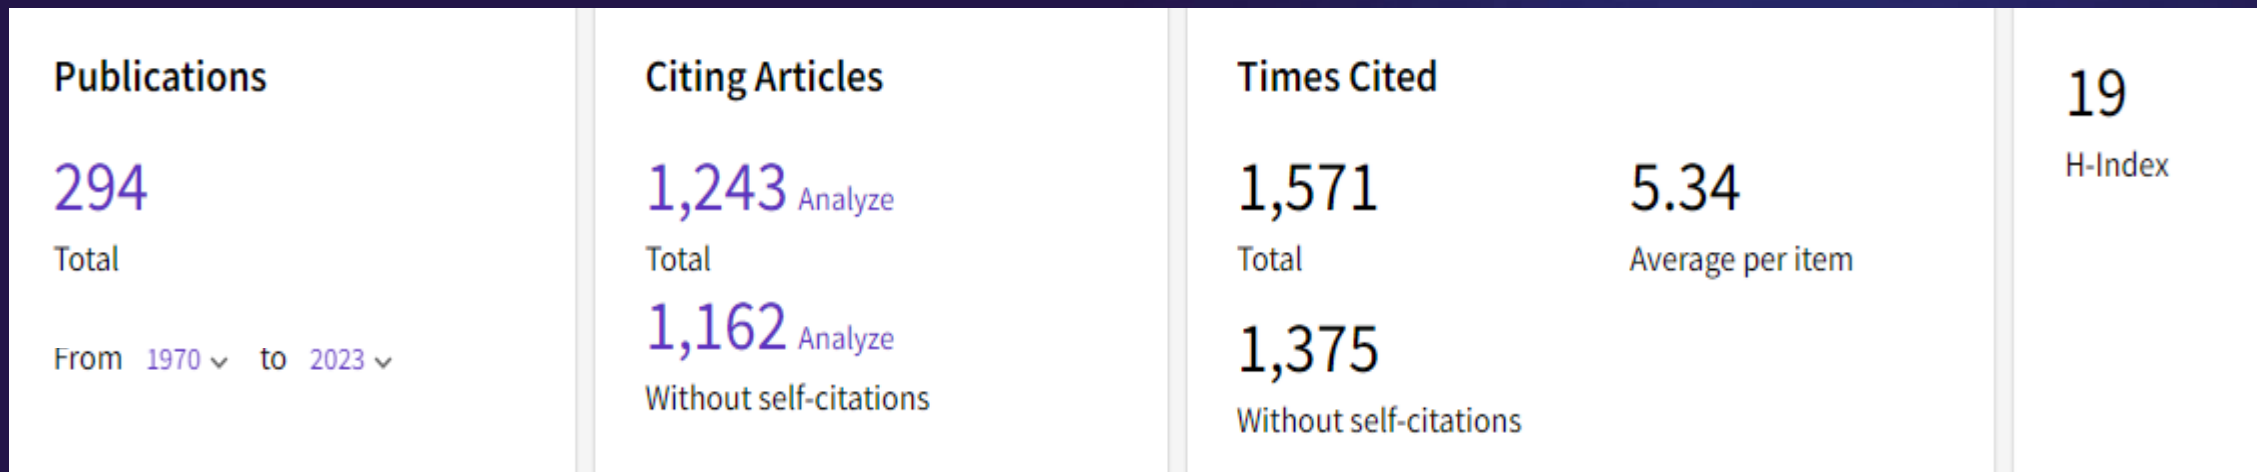 Publications
294
Total
From 1970 to 2023
Citing Articles
1,243 Analyze
Total
1,162 Analyze
Without self-citations
Times Cited
1,571
Total
5.34
Average per item
1,375
Without self-citations
19
H-Index